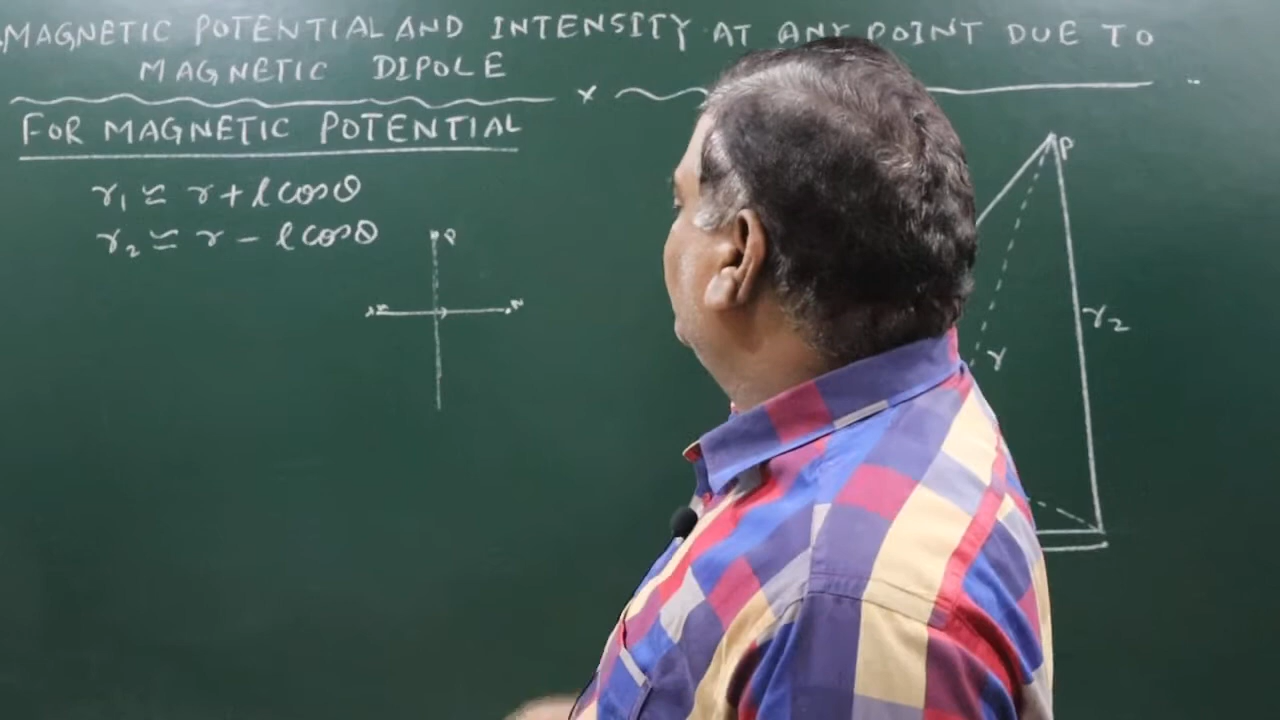 MAGNETIC POTENTIAL AND INTENSITY AT ANY POINT DUE TO
MAGNETIC DIPOLE
x
FOR MAGNETIC POTENTIAL
r₁ ≃ r + l cosθ
r₂ ≃ r − l cosθ
P
N
P
r₂
r